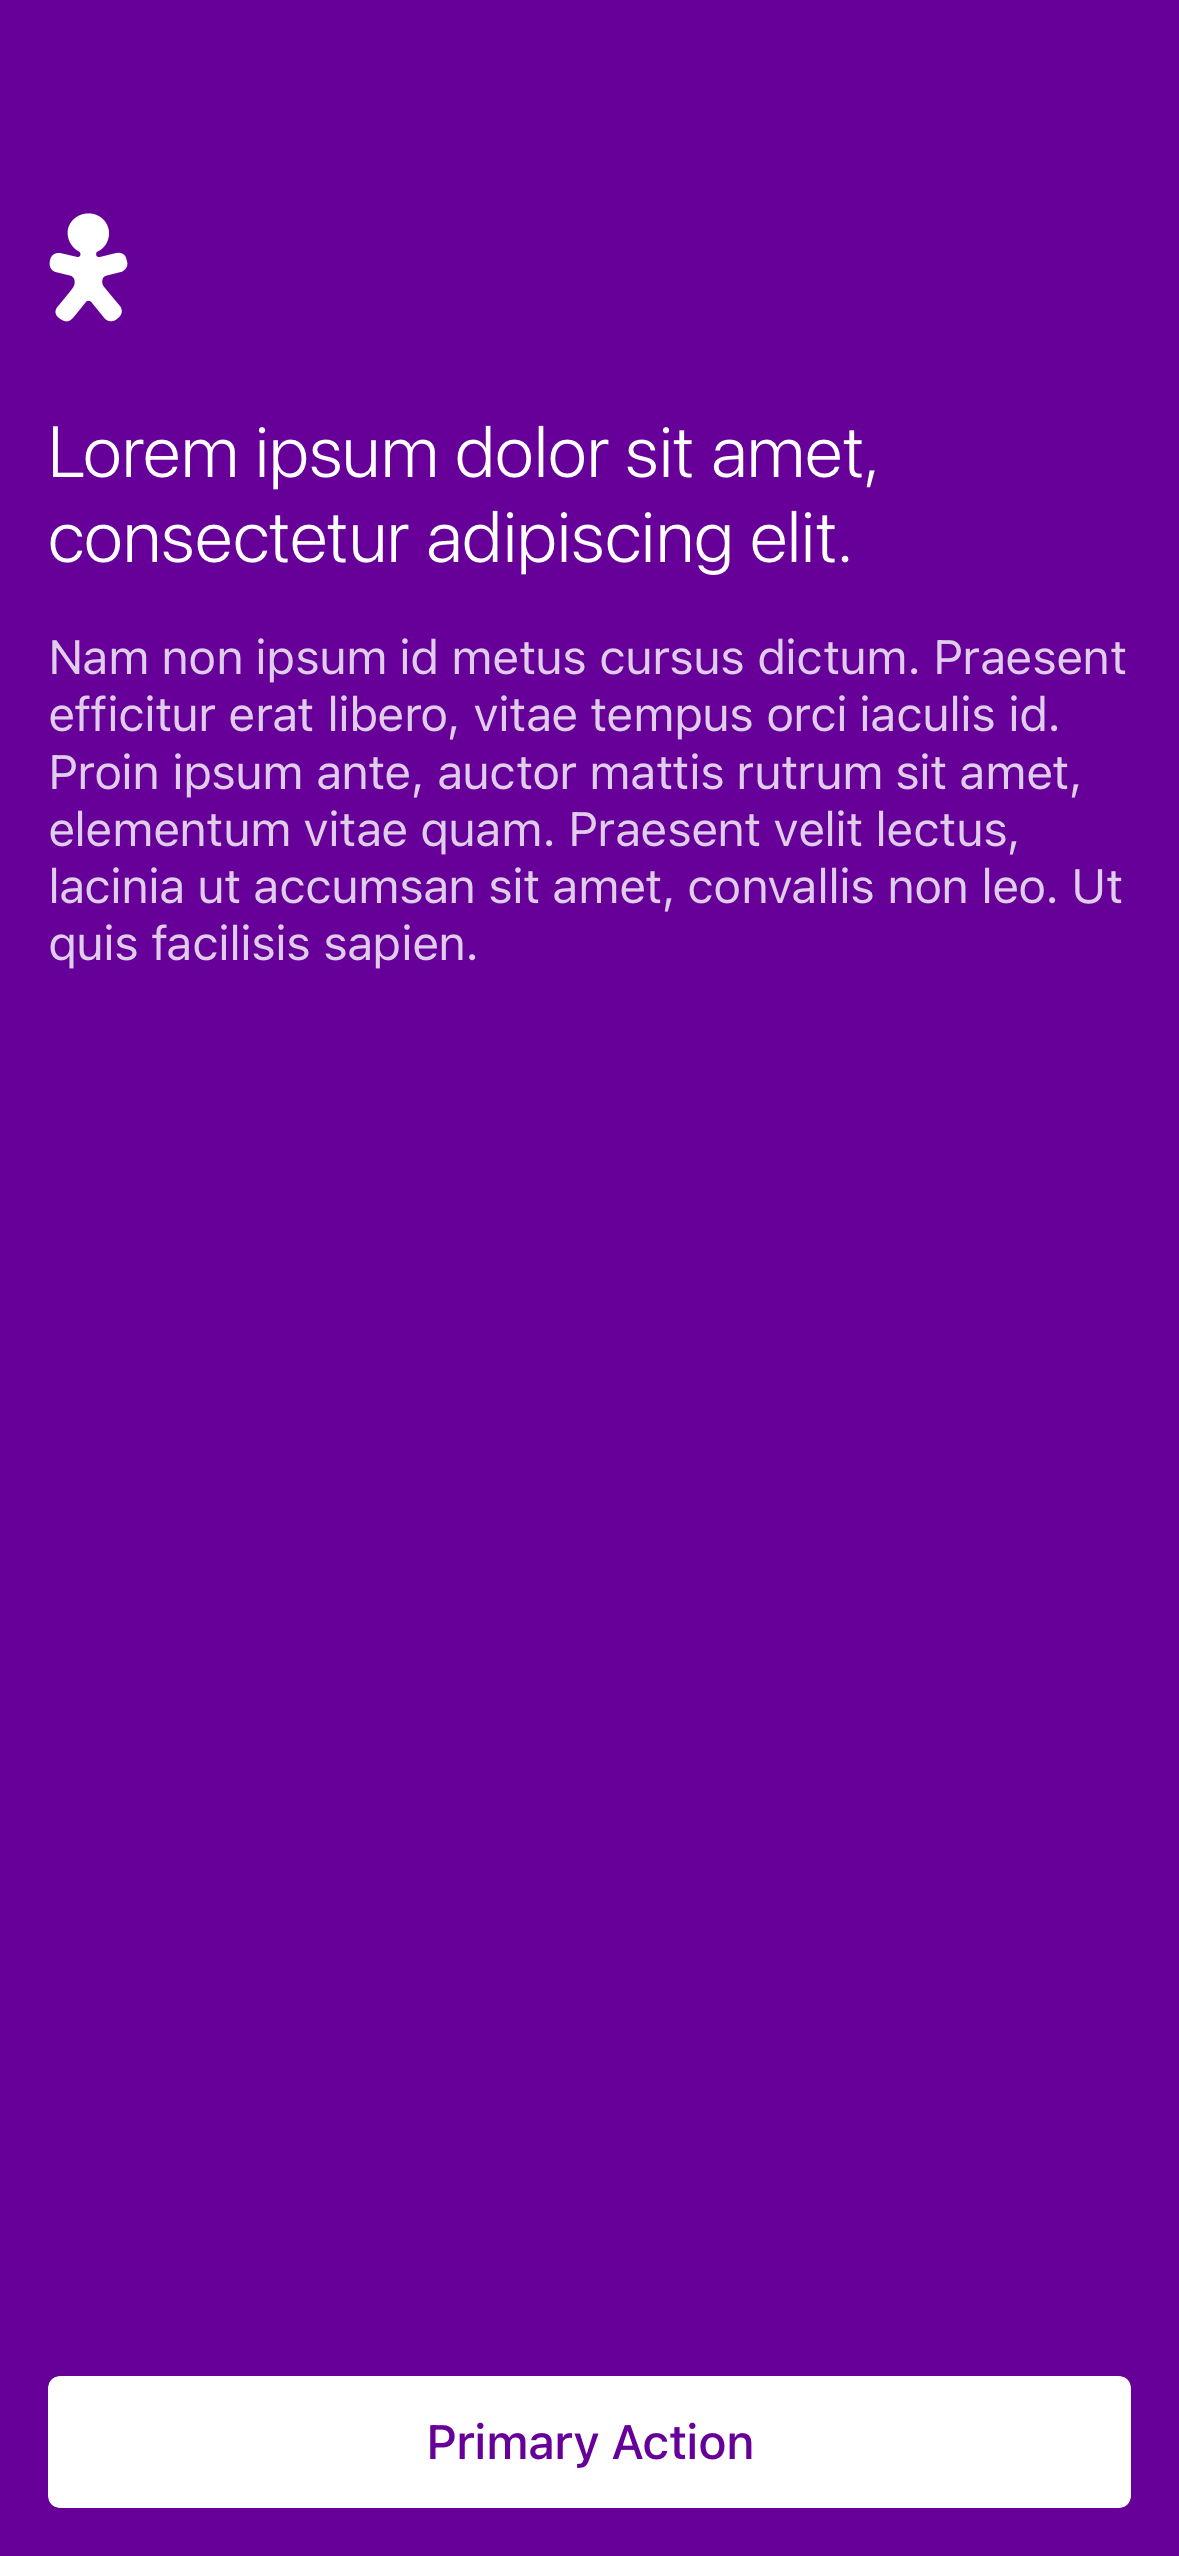 Lorem ipsum dolor sit amet,
consectetur adipiscing elit.
Nam non ipsum id metus cursus dictum. Praesent
efficitur erat libero, vitae tempus orci iaculis id.
Proin ipsum ante, auctor mattis rutrum sit amet,
elementum vitae quam. Praesent velit lectus,
lacinia ut accumsan sit amet, convallis non leo. Ut
quis facilisis sapien.
Primary Action